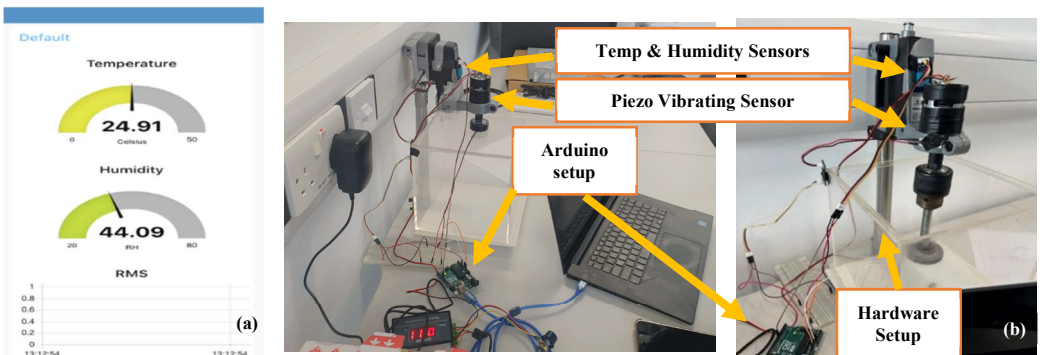 Default
Temperature
24.91
0
Celsius
50
Humidity
44.09
20
RH
80
RMS
1
0.8
0.6
0.4
0.2
0
13:12:54
13:12:54
(a)
Temp & Humidity Sensors
Piezo Vibrating Sensor
Arduino
setup
110
Hardware
Setup
(b)